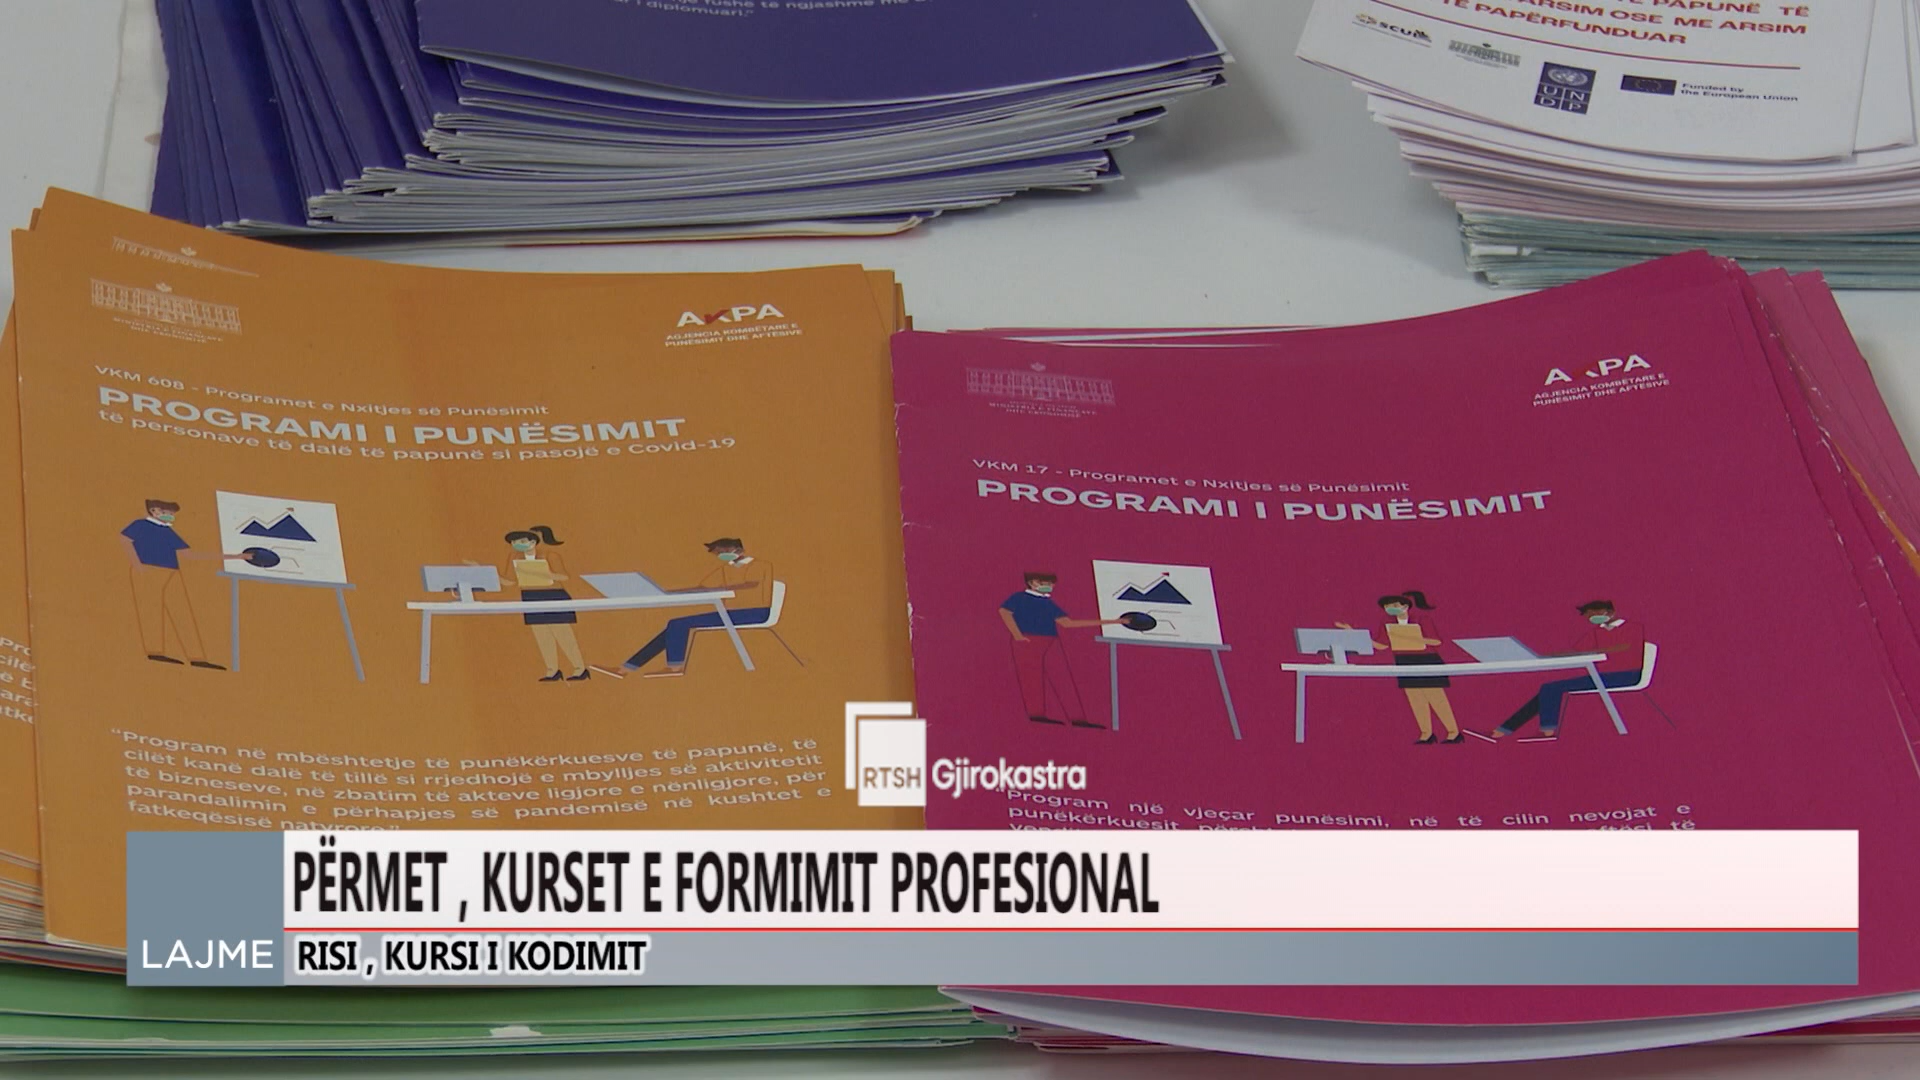 r i diplomuari."
PAPUNË TË
ARSIM OSE ME ARSIM
TË PAPËRFUNDUAR
UN
DP
Funded by
the European Union
AKPA
AGJENCIA KOMBËTARE E
PUNËSIMIT DHE AFTËSIVE
VKM 608 - Programet e Nxitjes së Punësimit
PROGRAMI I PUNËSIMIT
të personave të dalë të papunë si pasojë e Covid-19
"Program në mbështetje të punëkërkuesve të papunë, të
cilët kanë dalë të tillë si rrjedhojë e mbylljes së aktivitetit
të bizneseve, në zbatim të akteve ligjore e nënligjore, për
parandalimin e përhapjes së pandemisë në kushtet e
fatkeqësisë natyrore."
AKPA
AGJENCIA KOMBËTARE E
PUNËSIMIT DHE AFTËSIVE
VKM 17 - Programet e Nxitjes së Punësimit
PROGRAMI I PUNËSIMIT
"Program një vjeçar punësimi, në të cilin nevojat e
punëkërkuesit
RTSH Gjirokastra
PËRMET , KURSET E FORMIMIT PROFESIONAL
LAJME
RISI , KURSI I KODIMIT